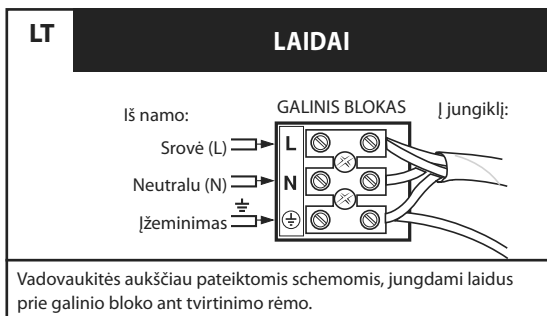 LT
LAIDAI
Iš namo:
GALINIS BLOKAS
Į jungiklį:
Srovė (L)
L
Neutralu (N)
N
Įžeminimas
Vadovaukitės aukščiau pateiktomis schemomis, jungdami laidus
prie galinio bloko ant tvirtinimo rėmo.